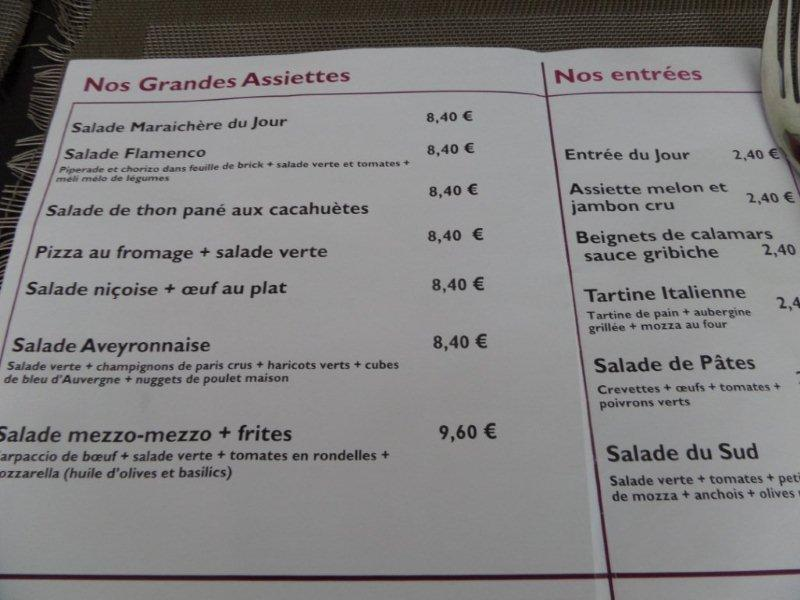 Nos Grandes Assiettes
Salade Maraichère du Jour 8,40 €
Salade Flamenco 8,40 €
Piperade et chorizo dans feuille de brick + salade verte et tomates +
méli mélo de légumes
8,40 €
Salade de thon pané aux cacahuètes
8,40 €
Pizza au fromage + salade verte
Salade niçoise + œuf au plat 8,40 €
Salade Aveyronnaise 8,40 €
Salade verte + champignons de paris crus + haricots verts + cubes
de bleu d'Auvergne + nuggets de poulet maison
Salade mezzo-mezzo + frites 9,60 €
arpaccio de bœuf + salade verte + tomates en rondelles +
ozzarella (huile d'olives et basilics)
Nos entrées
Entrée du Jour 2,40 €
Assiette melon et
jambon cru 2,40 €
Beignets de calamars
sauce gribiche 2,40
Tartine Italienne 2,4
Tartine de pain + aubergine
grillée + mozza au four
Salade de Pâtes
Crevettes + œufs + tomates +
poivrons verts
Salade du Sud
Salade verte + tomates + peti
de mozza + anchois + olives